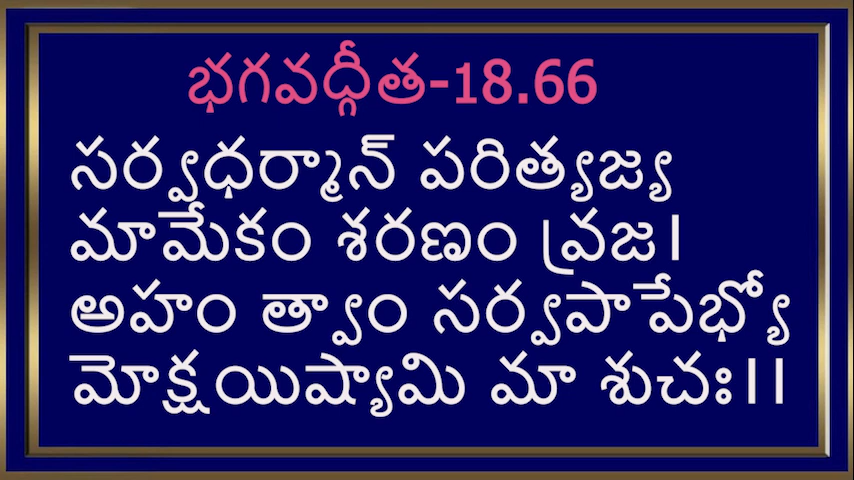 భగవద్గీత-18.66
సర్వధర్మాన్ పరిత్యజ్య
మామేకం శరణం వ్రజ।
అహం త్వాం సర్వపాపేభ్యో
మోక్షయిష్యామి మా శుచః।।